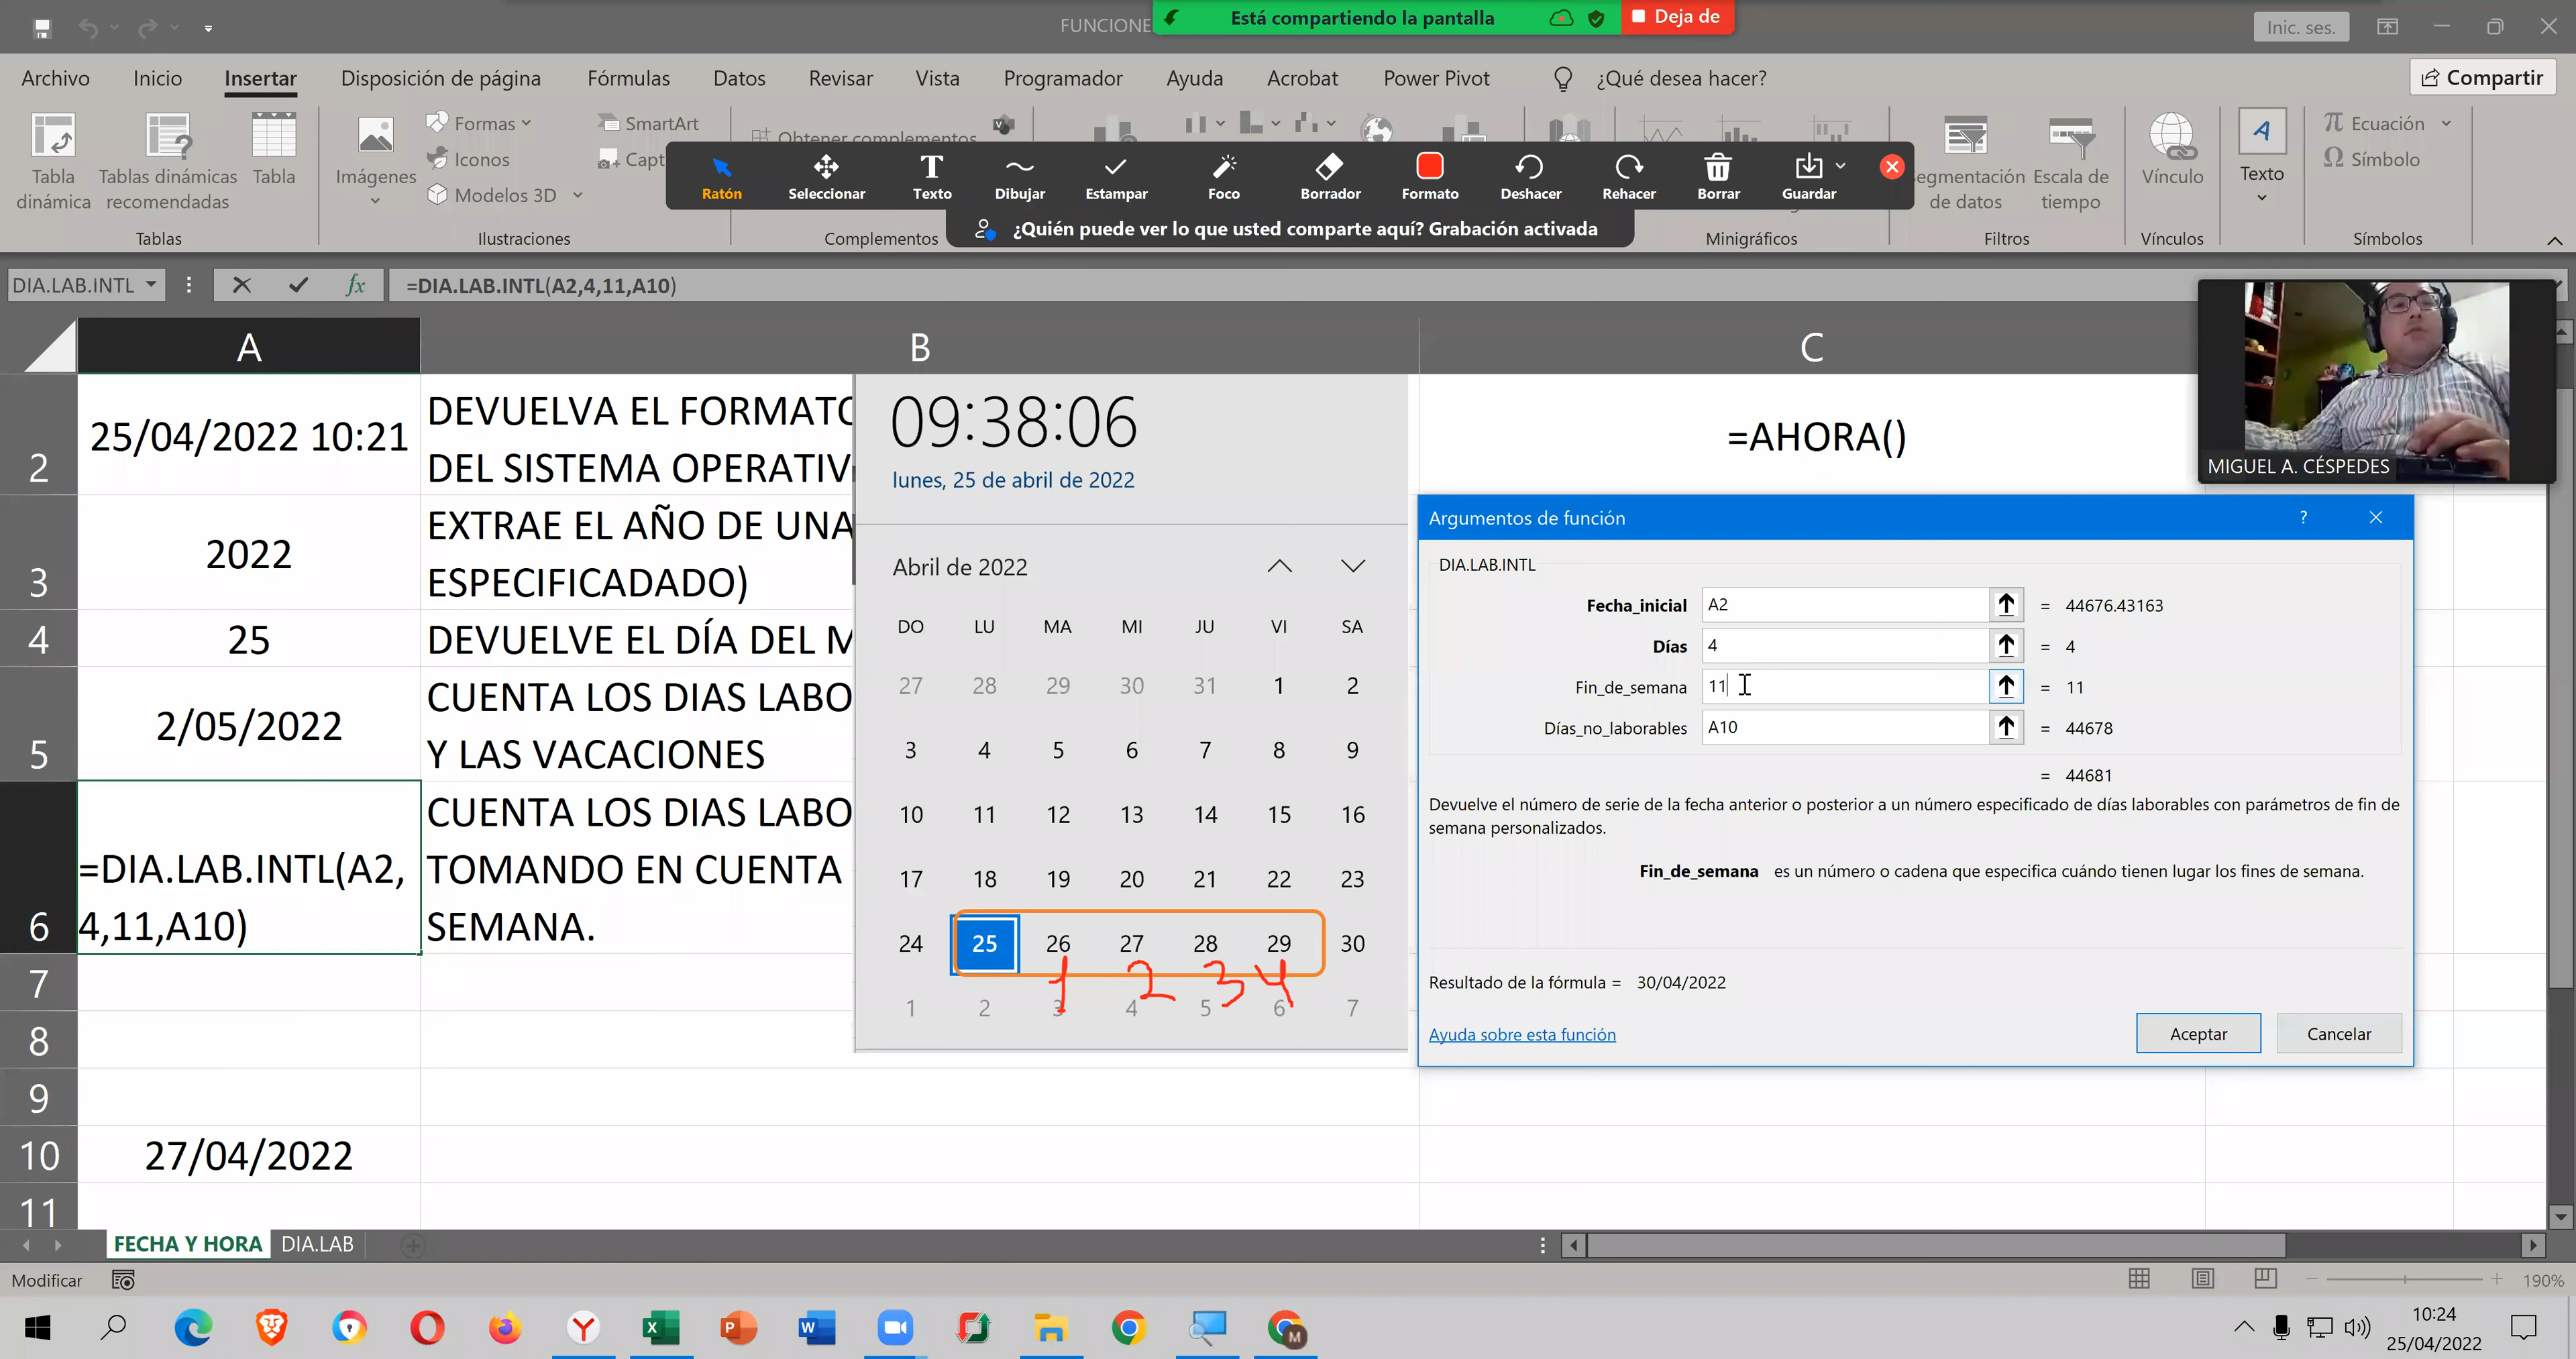 Está compartiendo la pantalla
Deja de
FUNCIONE
Inic. ses.
Archivo
Inicio
Insertar
Disposición de página
Fórmulas
Datos
Revisar
Vista
Programador
Ayuda
Acrobat
Power Pivot
¿Qué desea hacer?
Compartir
Tabla dinámica
Tablas dinámicas recomendadas
Tabla
Imágenes
Formas
Iconos
Modelos 3D
SmartArt
Capt
Obtener complementos
Segmentación de datos
Escala de tiempo
Vínculo
Texto
Ecuación
Símbolo
Tablas
Ilustraciones
Complementos
Minigráficos
Filtros
Vínculos
Símbolos
Ratón
Seleccionar
Texto
Dibujar
Estampar
Foco
Borrador
Formato
Deshacer
Rehacer
Borrar
Guardar
¿Quién puede ver lo que usted comparte aquí? Grabación activada
DIA.LAB.INTL
fx
=DIA.LAB.INTL(A2,4,11,A10)
MIGUEL A. CÉSPEDES
A B C
2
25/04/2022 10:21
DEVUELVA EL FORMATO
DEL SISTEMA OPERATIV
=AHORA()
3
2022
EXTRAE EL AÑO DE UNA
ESPECIFICADADO)
4
25
DEVUELVE EL DÍA DEL M
5
2/05/2022
CUENTA LOS DIAS LABO
Y LAS VACACIONES
6
=DIA.LAB.INTL(A2,
4,11,A10)
CUENTA LOS DIAS LABO
TOMANDO EN CUENTA
SEMANA.
7
8
9
10
27/04/2022
11
09:38:06
lunes, 25 de abril de 2022
Abril de 2022
DO LU MA MI JU VI SA
27 28 29 30 31 1 2
3 4 5 6 7 8 9
10 11 12 13 14 15 16
17 18 19 20 21 22 23
24 25 26 27 28 29 30
1 2 3 4
1 2 3 4 5 6 7
Argumentos de función
?
DIA.LAB.INTL
Fecha_inicial A2 = 44676.43163
Días 4 = 4
Fin_de_semana 11 = 11
Días_no_laborables A10 = 44678
= 44681
Devuelve el número de serie de la fecha anterior o posterior a un número especificado de días laborables con parámetros de fin de
semana personalizados.
Fin_de_semana es un número o cadena que especifica cuándo tienen lugar los fines de semana.
Resultado de la fórmula = 30/04/2022
Ayuda sobre esta función
Aceptar
Cancelar
FECHA Y HORA
DIA.LAB
Modificar
190%
10:24
25/04/2022